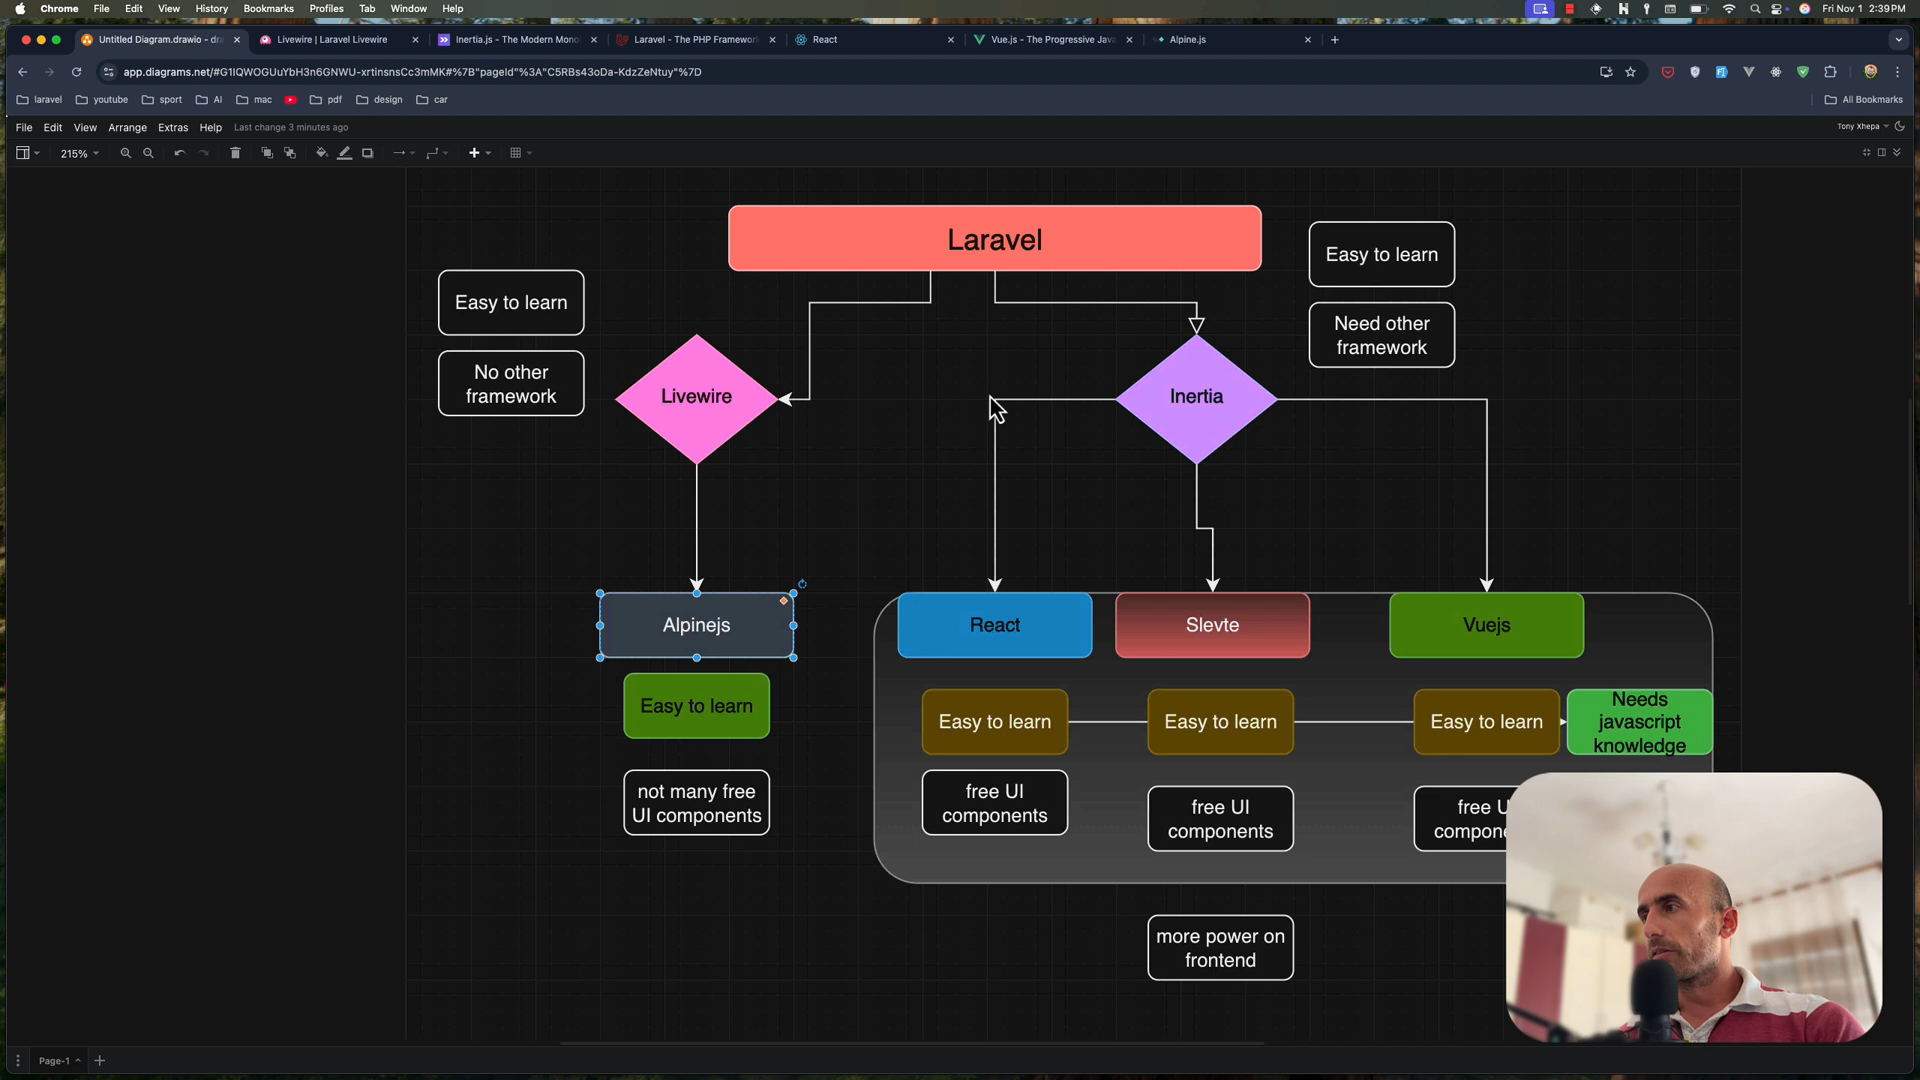 Chrome File Edit View History Bookmarks Profiles Tab Window Help
Fri Nov 1 2:39 PM
Untitled Diagram.drawio - dr
Livewire | Laravel Livewire
Inertia.js - The Modern Mono
Laravel - The PHP Framework
React
Vue.js - The Progressive Java
Alpine.js
app.diagrams.net/#G1IQWOGUuYbH3n6GNWU-xrtinsnsCc3mMK#%7B"pageId"%3A"C5RBs43oDa-KdzZeNtuy"%7D
laravel youtube sport AI mac pdf design car
All Bookmarks
File Edit View Arrange Extras Help Last change 3 minutes ago
Tony Xhepa
215%
Laravel
Easy to learn
Need other
framework
Easy to learn
No other
framework
Livewire
Inertia
Alpinejs
React
Slevte
Vuejs
Easy to learn
Easy to learn
Easy to learn
Easy to learn
Needs
javascript
knowledge
not many free
UI components
free UI
components
free UI
components
free U
compone
more power on
frontend
Page-1